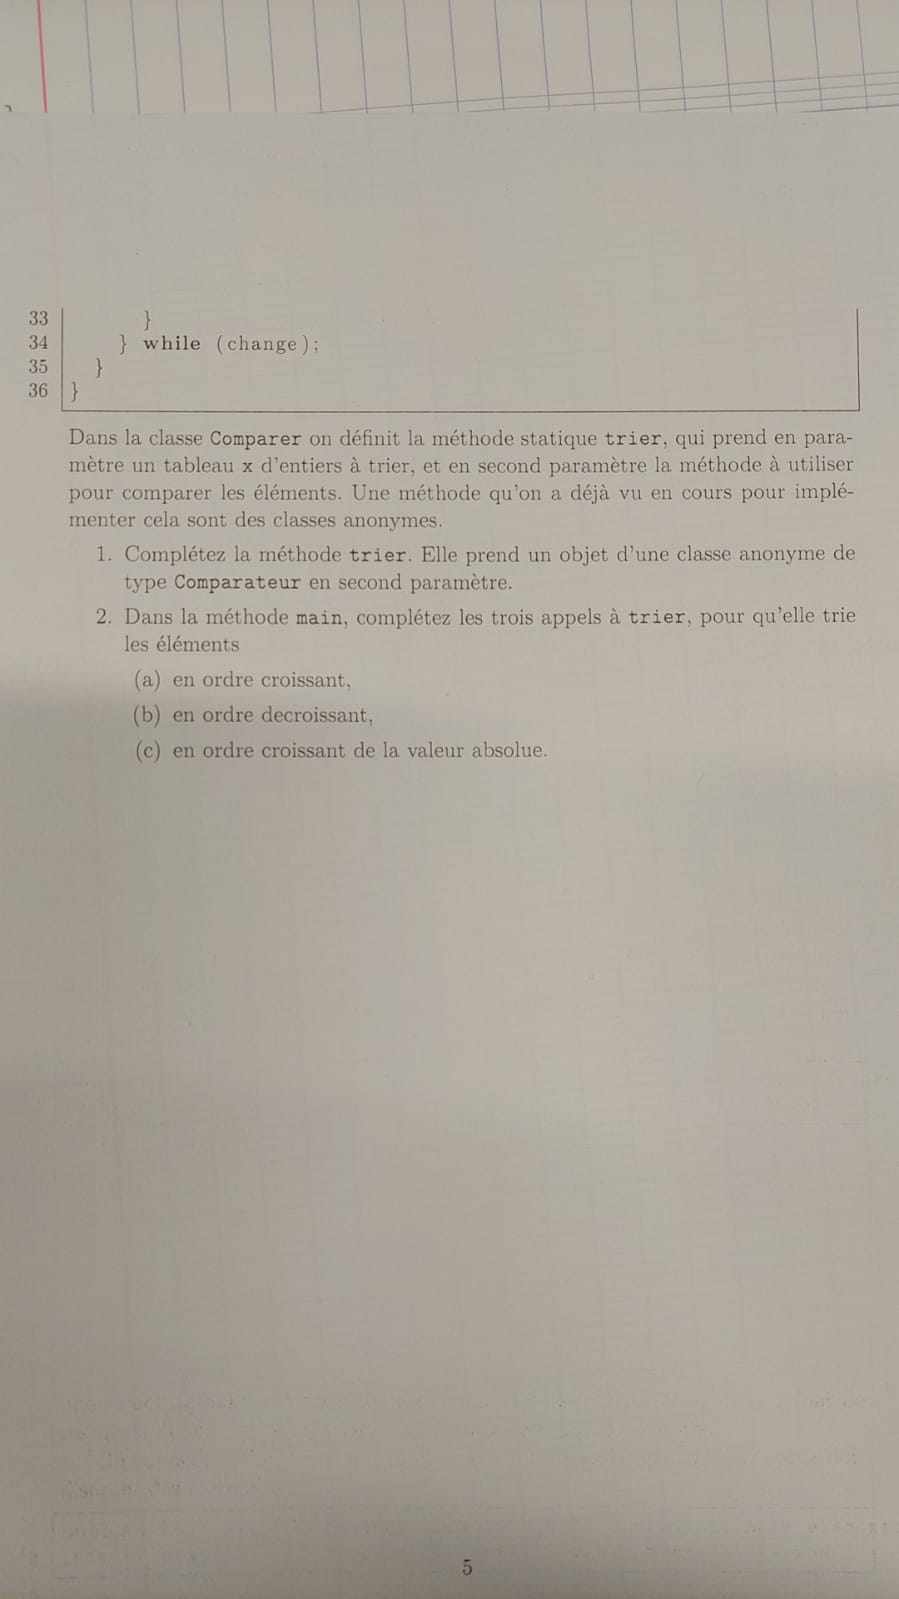 33 }
34 } while (change);
35 }
36 }
Dans la classe Comparer on définit la méthode statique trier, qui prend en para-
mètre un tableau x d'entiers à trier, et en second paramètre la méthode à utiliser
pour comparer les éléments. Une méthode qu'on a déjà vu en cours pour implé-
menter cela sont des classes anonymes.
1. Complétez la méthode trier. Elle prend un objet d'une classe anonyme de
type Comparateur en second paramètre.
2. Dans la méthode main, complétez les trois appels à trier, pour qu'elle trie
les éléments
(a) en ordre croissant,
(b) en ordre decroissant,
(c) en ordre croissant de la valeur absolue.
5